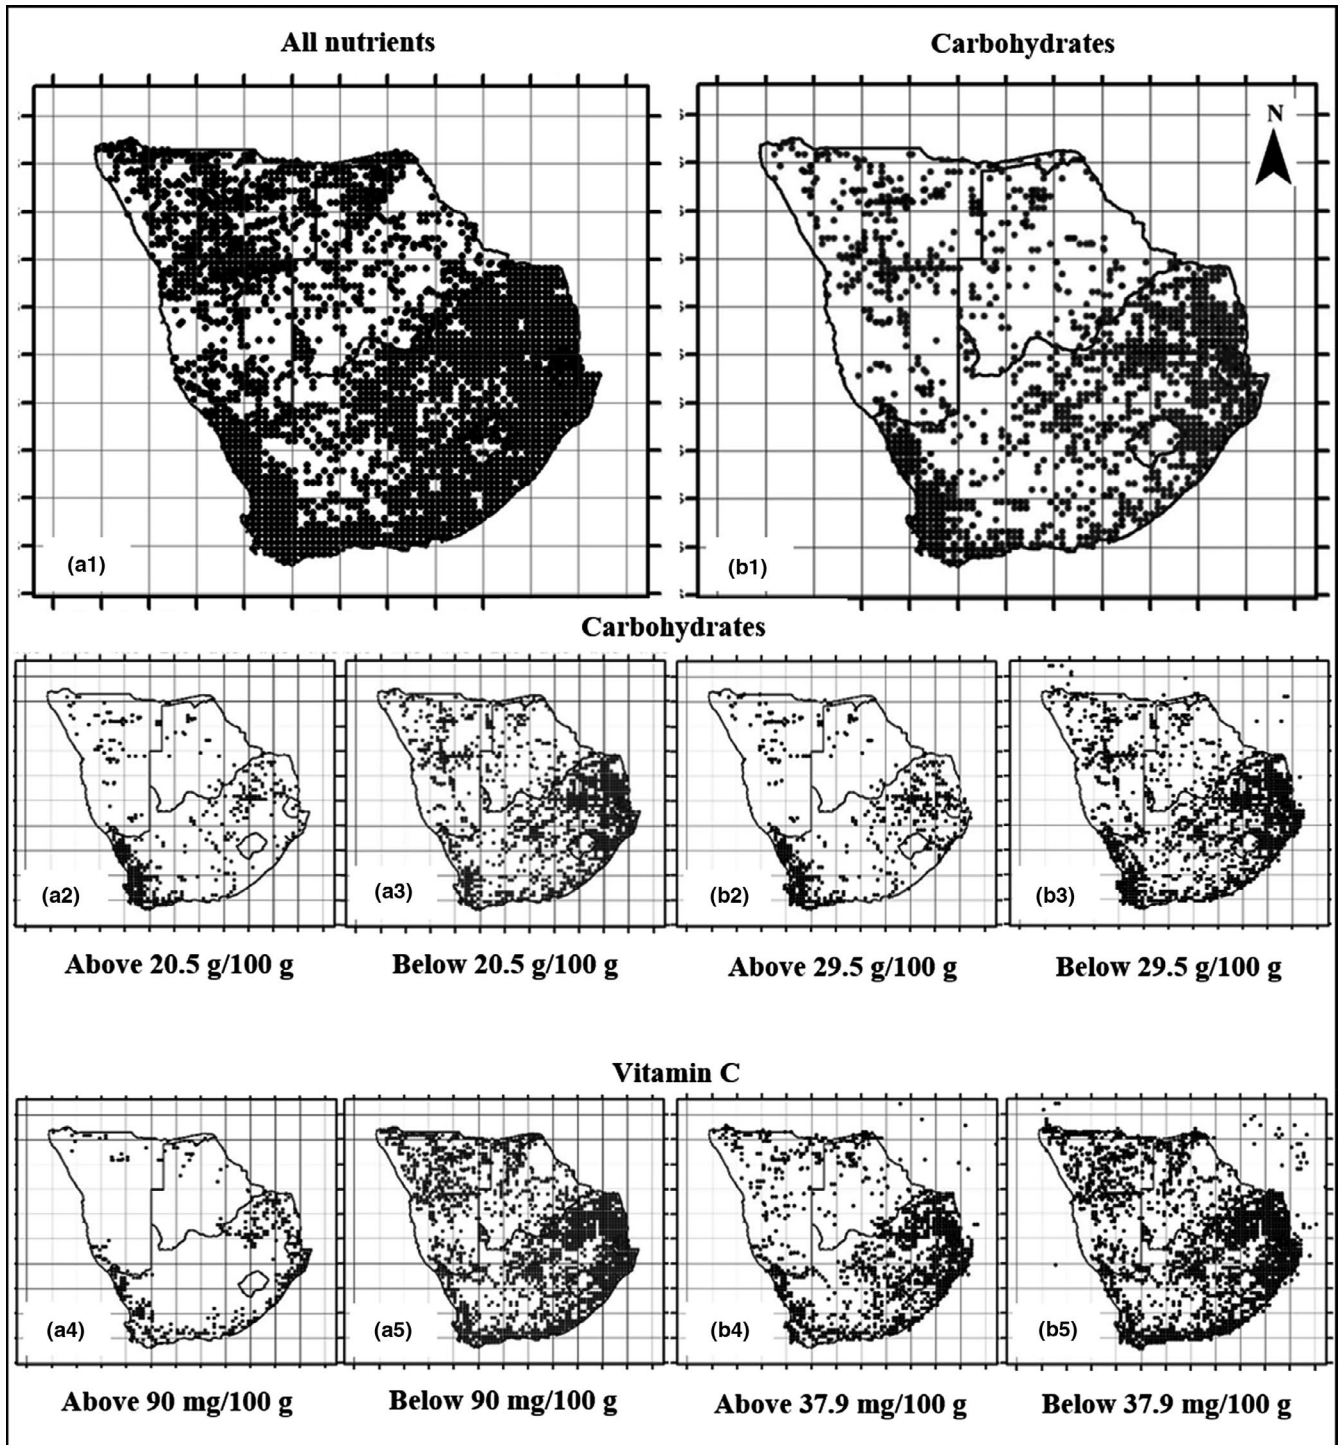 All nutrients
Carbohydrates
N
(a1)
(b1)
Carbohydrates
(a2)
(a3)
(b2)
(b3)
Above 20.5 g/100 g
Below 20.5 g/100 g
Above 29.5 g/100 g
Below 29.5 g/100 g
Vitamin C
(a4)
(a5)
(b4)
(b5)
Above 90 mg/100 g
Below 90 mg/100 g
Above 37.9 mg/100 g
Below 37.9 mg/100 g